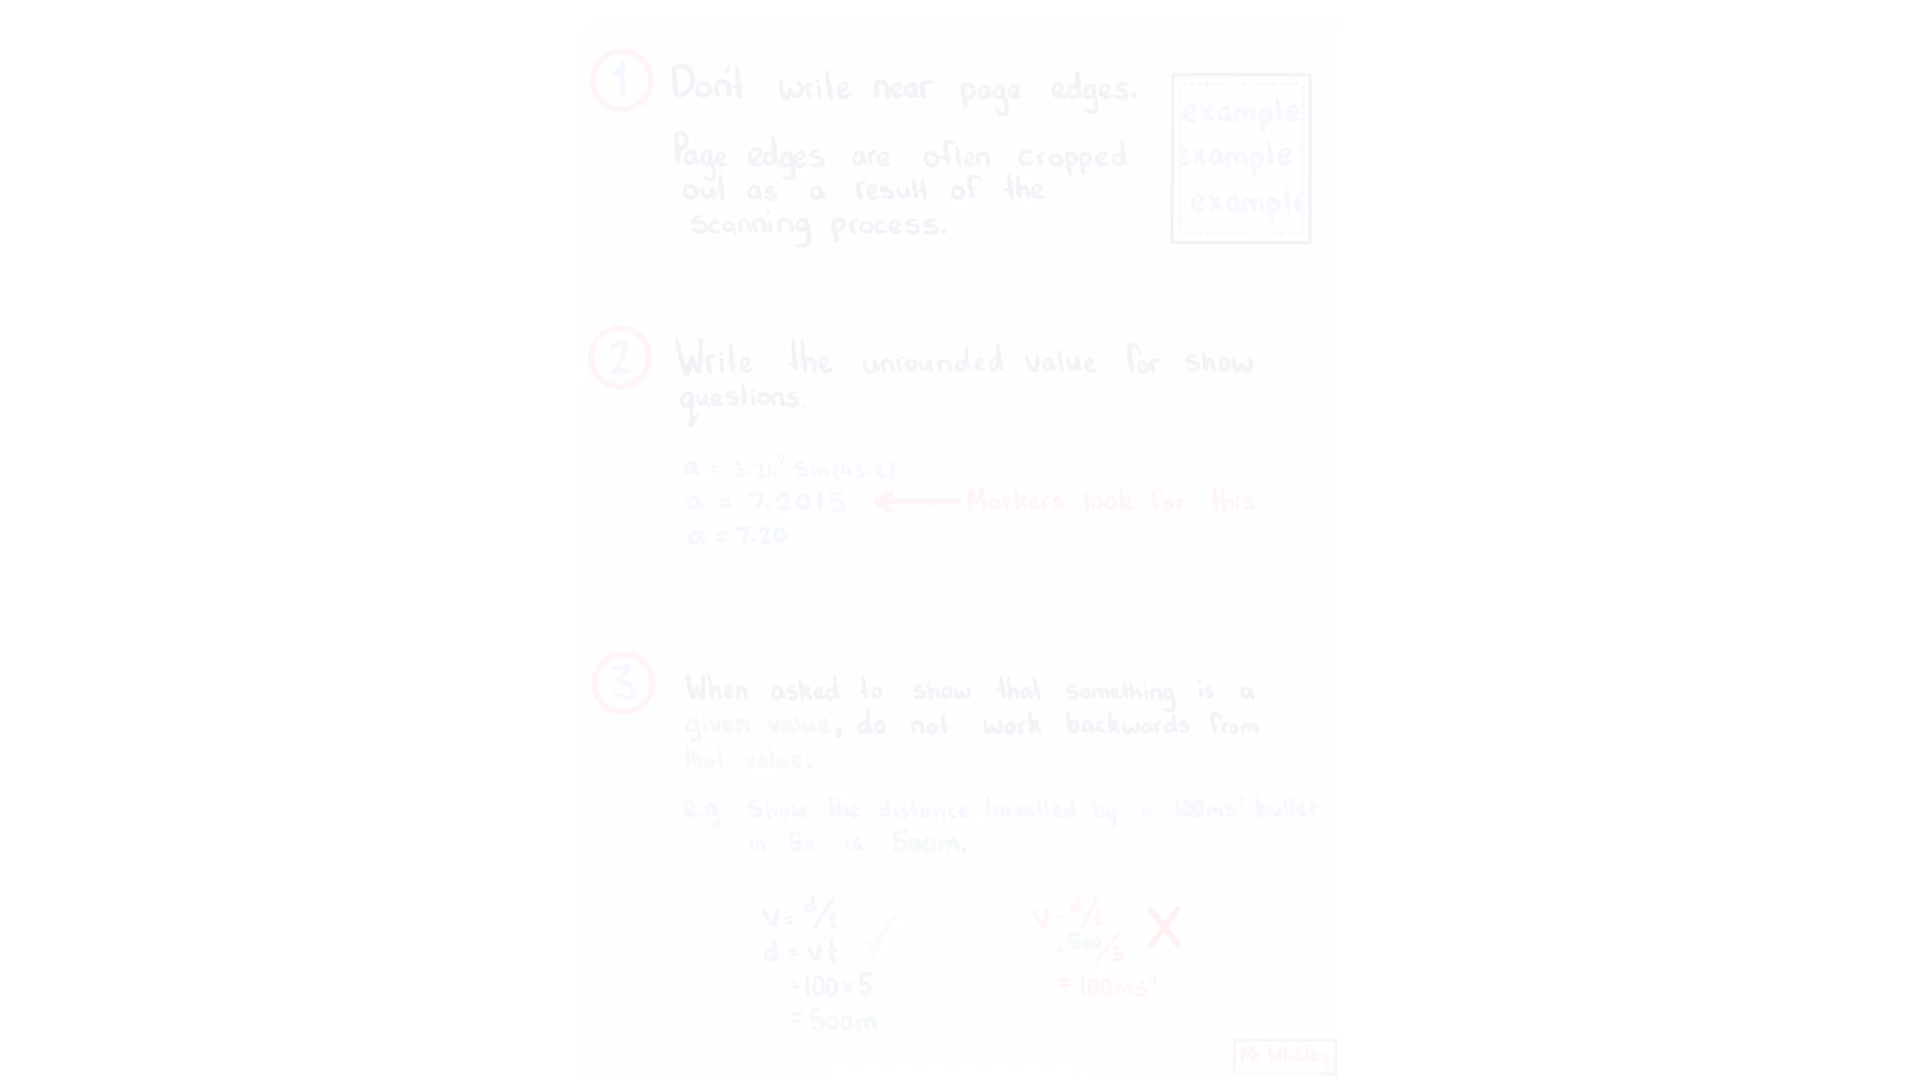 1 Don't write near page edges.
Page edges are often cropped
out as a result of the
scanning process.
example
example
example
2 Write the unrounded value for show
questions.
a = 3.24² Sin(43.2)
a = 7.2015 ← Markers look for this
a = 7.20
3 When asked to show that something is a
given value, do not work backwards from
that value.
e.g. Show the distance travelled by a 100ms⁻¹ bullet
in 5s is 500m.
v = d/t ✓
d = vt
= 100 x 5
= 500m
v = d/t X
= 500/5
= 100ms⁻¹
Mr Whibley